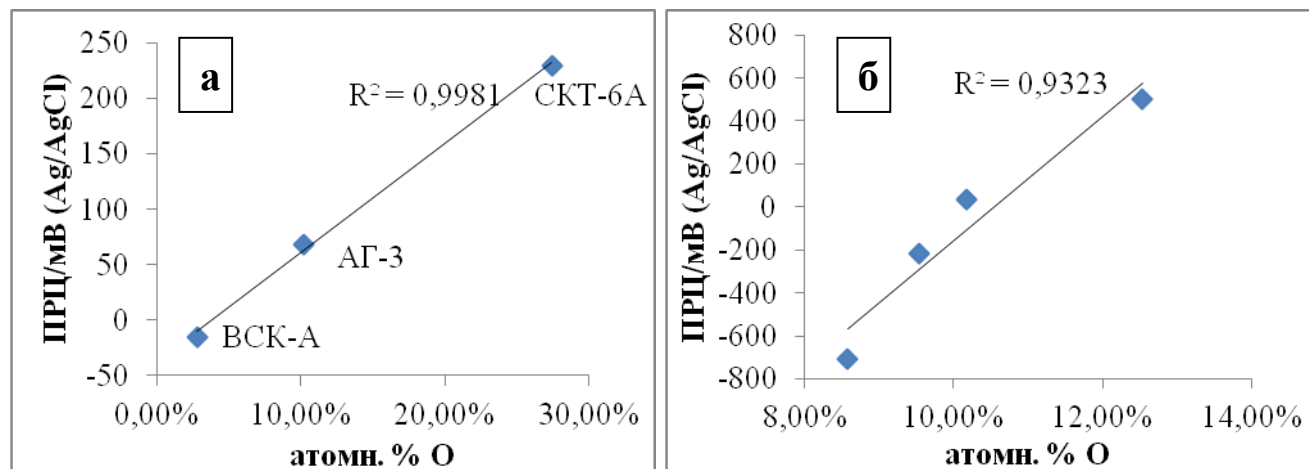 а
ПРЦ/мВ (Ag/AgCl)
250
200
150
100
50
0
-50
R² = 0,9981
СКТ-6А
АГ-3
ВСК-А
0,00%
10,00%
20,00%
30,00%
атомн. % О
б
ПРЦ/мВ (Ag/AgCl)
800
600
400
200
0
-200
-400
-600
-800
R² = 0,9323
8,00%
10,00%
12,00%
14,00%
атомн. % О